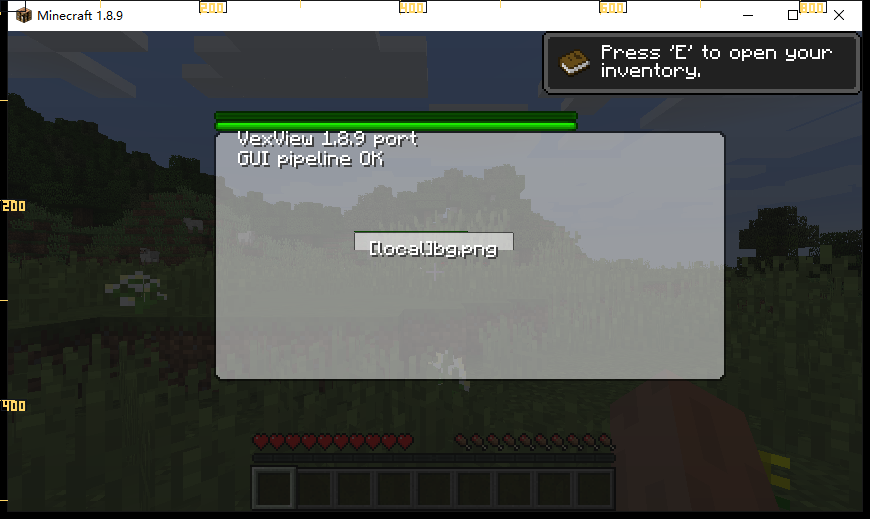 200
400
600
800
Minecraft 1.8.9
Press 'E' to open your
inventory.
VexView 1.8.9 port
GUI pipeline OK
200
[local]bg.png
400